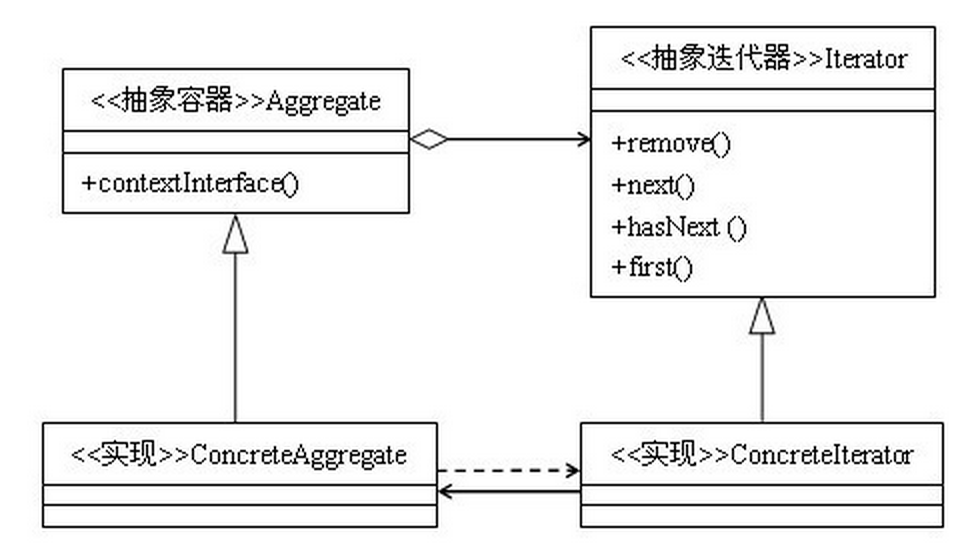 <<抽象容器>>Aggregate
+contextInterface()
<<抽象迭代器>>Iterator
+remove()
+next()
+hasNext ()
+first()
<<实现>>ConcreteAggregate
<<实现>>ConcreteIterator